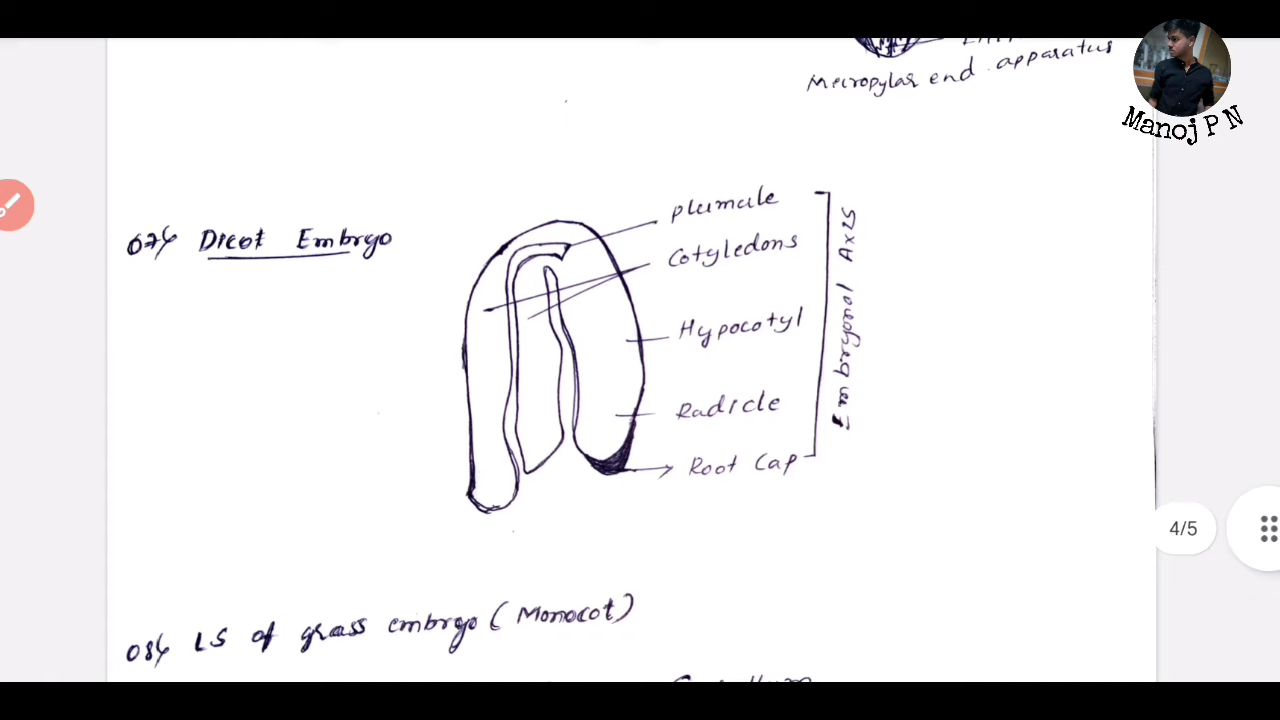 Mecropylar end apparatus
Manoj P N
07) Dicot Embryo
plumule
Cotyledons
Hypocotyl
Radicle
Root Cap
Embryonal Axis
4/5
08) LS of grass embryo (Monocot)